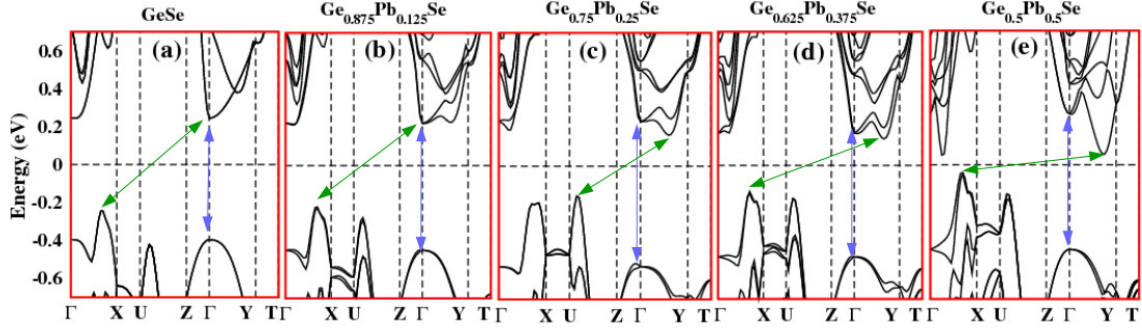 GeSe Ge0.875Pb0.125Se Ge0.75Pb0.25Se Ge0.625Pb0.375Se Ge0.5Pb0.5Se
(a) (b) (c) (d) (e)
Energy (eV)
0.6
0.4
0.2
0
-0.2
-0.4
-0.6
Γ X U Z Γ Y T Γ X U Z Γ Y T Γ X U Z Γ Y T Γ X U Z Γ Y T Γ X U Z Γ Y T